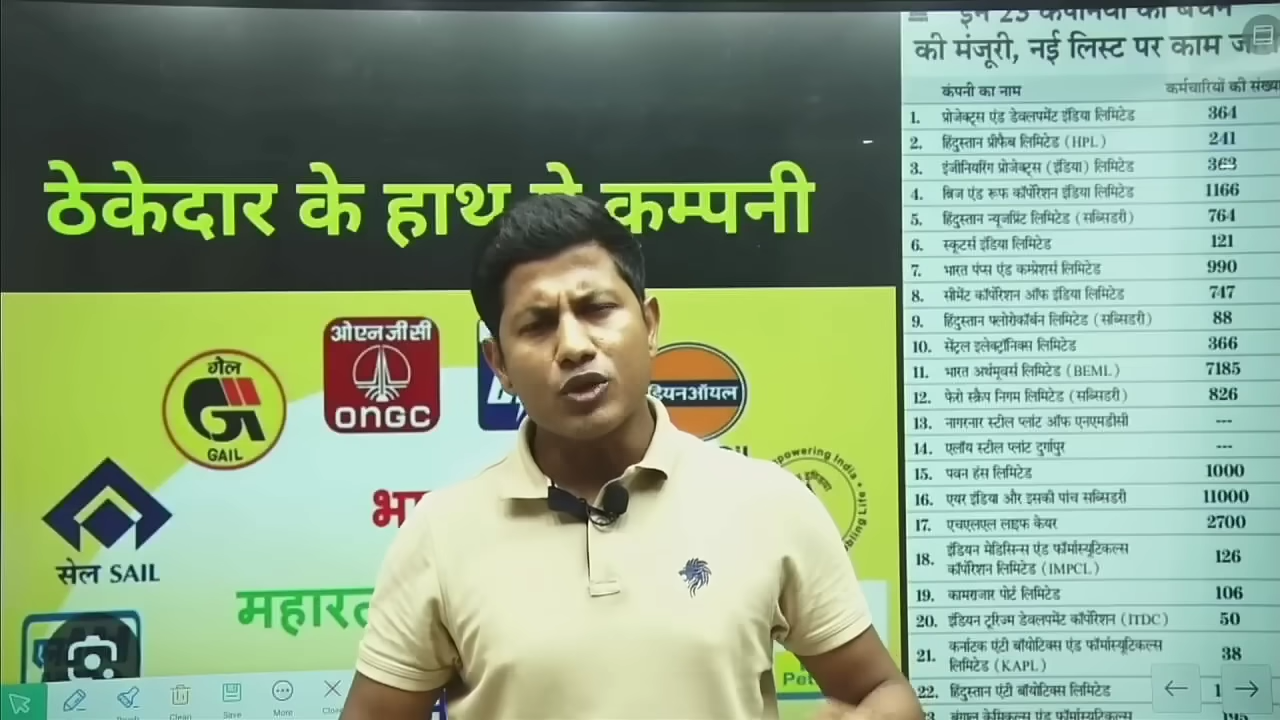 की मंजूरी, नई लिस्ट पर काम
कंपनी का नाम कर्मचारियों की संख्या
1. प्रोजेक्ट्स एंड डेवलपमेंट इंडिया लिमिटेड 364
2. हिंदुस्तान प्रीफैब लिमिटेड (HPL) 241
3. इंजीनियरिंग प्रोजेक्ट्स (इंडिया) लिमिटेड
4. ब्रिज एंड रूफ कॉर्पोरेशन इंडिया लिमिटेड 1166
5. हिंदुस्तान न्यूजप्रिंट लिमिटेड (सब्सिडरी) 764
6. स्कूटर्स इंडिया लिमिटेड 121
7. भारत पंप्स एंड कम्प्रेशर्स लिमिटेड 990
8. सीमेंट कॉर्पोरेशन ऑफ इंडिया लिमिटेड 747
9. हिंदुस्तान फ्लोरोकॉर्बन लिमिटेड (सब्सिडरी) 88
10. सेंट्रल इलेक्ट्रॉनिक्स लिमिटेड 366
11. भारत अर्थमूवर्स लिमिटेड (BEML) 7185
12. फेरो स्क्रैप निगम लिमिटेड (सब्सिडरी) 826
13. नागरनार स्टील प्लांट ऑफ एनएमडीसी ---
14. एलॉय स्टील प्लांट दुर्गापुर ---
15. पवन हंस लिमिटेड 1000
16. एयर इंडिया और इसकी पांच सब्सिडरी 11000
17. एचएलएल लाइफ केयर 2700
18. इंडियन मेडिसिन्स एंड फॉर्मास्यूटिकल्स
कॉर्पोरेशन लिमिटेड (IMPCL) 126
19. कामराजार पोर्ट लिमिटेड 106
20. इंडियन टूरिज्म डेवलपमेंट कॉर्पोरेशन (ITDC) 50
21. कर्नाटक एंटी बॉयोटिक्स एंड फॉर्मास्यूटिकल्स
लिमिटेड (KAPL) 38
22. हिंदुस्तान एंटी बॉयोटिक्स लिमिटेड
ठेकेदार के हाथ कम्पनी
गेल
GAIL
ओएनजीसी
ONGC
सेल SAIL
Clean
Save
More